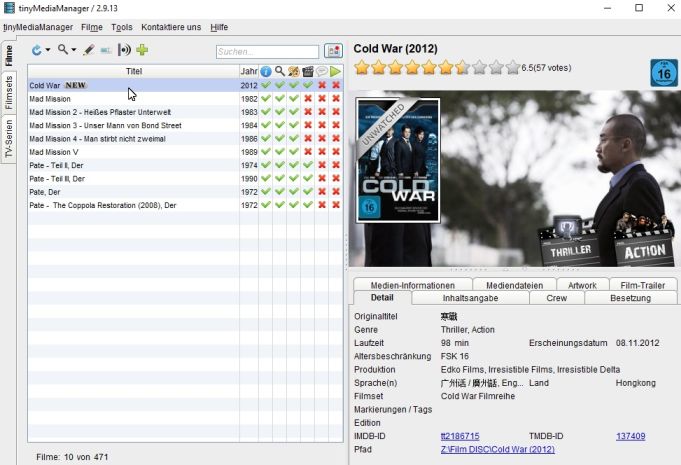 tinyMediaManager / 2.9.13
tinyMediaManager Filme Tools Kontaktiere uns Hilfe
Filme
Filmsets
TV-Serien
Suchen...
Titel Jahr
Cold War NEW 2012
Mad Mission 1982
Mad Mission 2 - Heißes Pflaster Unterwelt 1983
Mad Mission 3 - Unser Mann von Bond Street 1984
Mad Mission 4 - Man stirbt nicht zweimal 1986
Mad Mission V 1989
Pate - Teil II, Der 1974
Pate - Teil III, Der 1990
Pate, Der 1972
Pate - The Coppola Restoration (2008), Der 1972
Filme: 10 von 471
Cold War (2012)
6.5(57 votes)
FSK
16
UNWATCHED
COLD
WAR
16
THRILLER
ACTION
Medien-Informationen Mediendateien Artwork Film-Trailer
Detail Inhaltsangabe Crew Besetzung
Originaltitel 寒戰
Genre Thriller, Action
Laufzeit 98 min Erscheinungsdatum 08.11.2012
Altersbeschränkung FSK 16
Produktion Edko Films, Irresistible Films, Irresistible Delta
Sprache(n) 广州话 / 廣州話, Eng... Land Hongkong
Filmset Cold War Filmreihe
Markierungen / Tags
Edition
IMDB-ID tt2186715 TMDB-ID 137409
Pfad Z:\Film DISC\Cold War (2012)